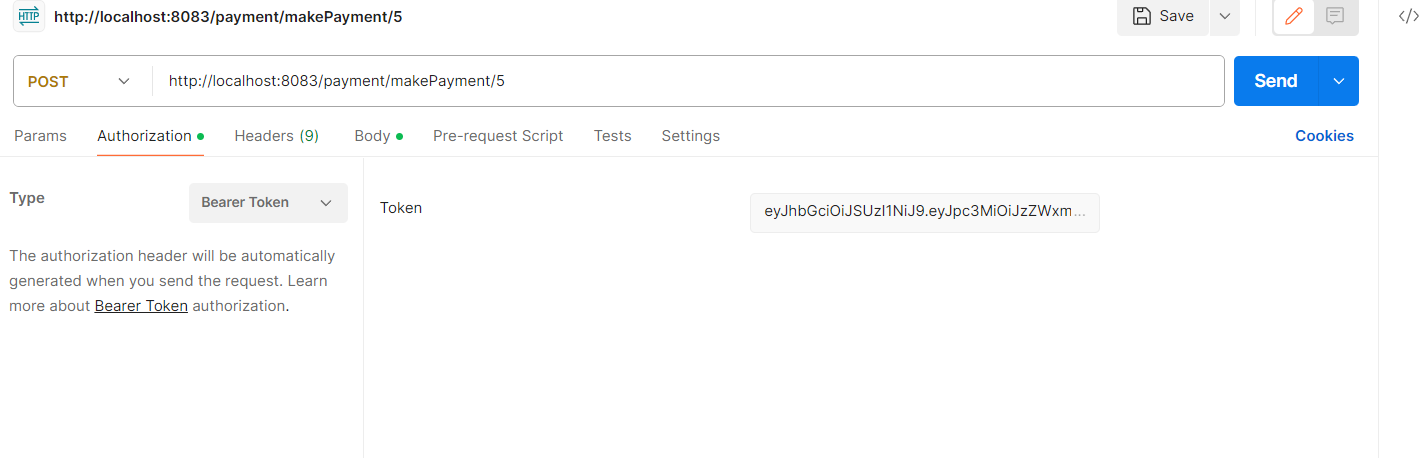 HTTP http://localhost:8083/payment/makePayment/5 Save </>
POST http://localhost:8083/payment/makePayment/5 Send
Params Authorization Headers (9) Body Pre-request Script Tests Settings Cookies
Type Bearer Token Token eyJhbGciOiJSUzI1NiJ9.eyJpc3MiOiJzZWxm...
The authorization header will be automatically
generated when you send the request. Learn
more about Bearer Token authorization.